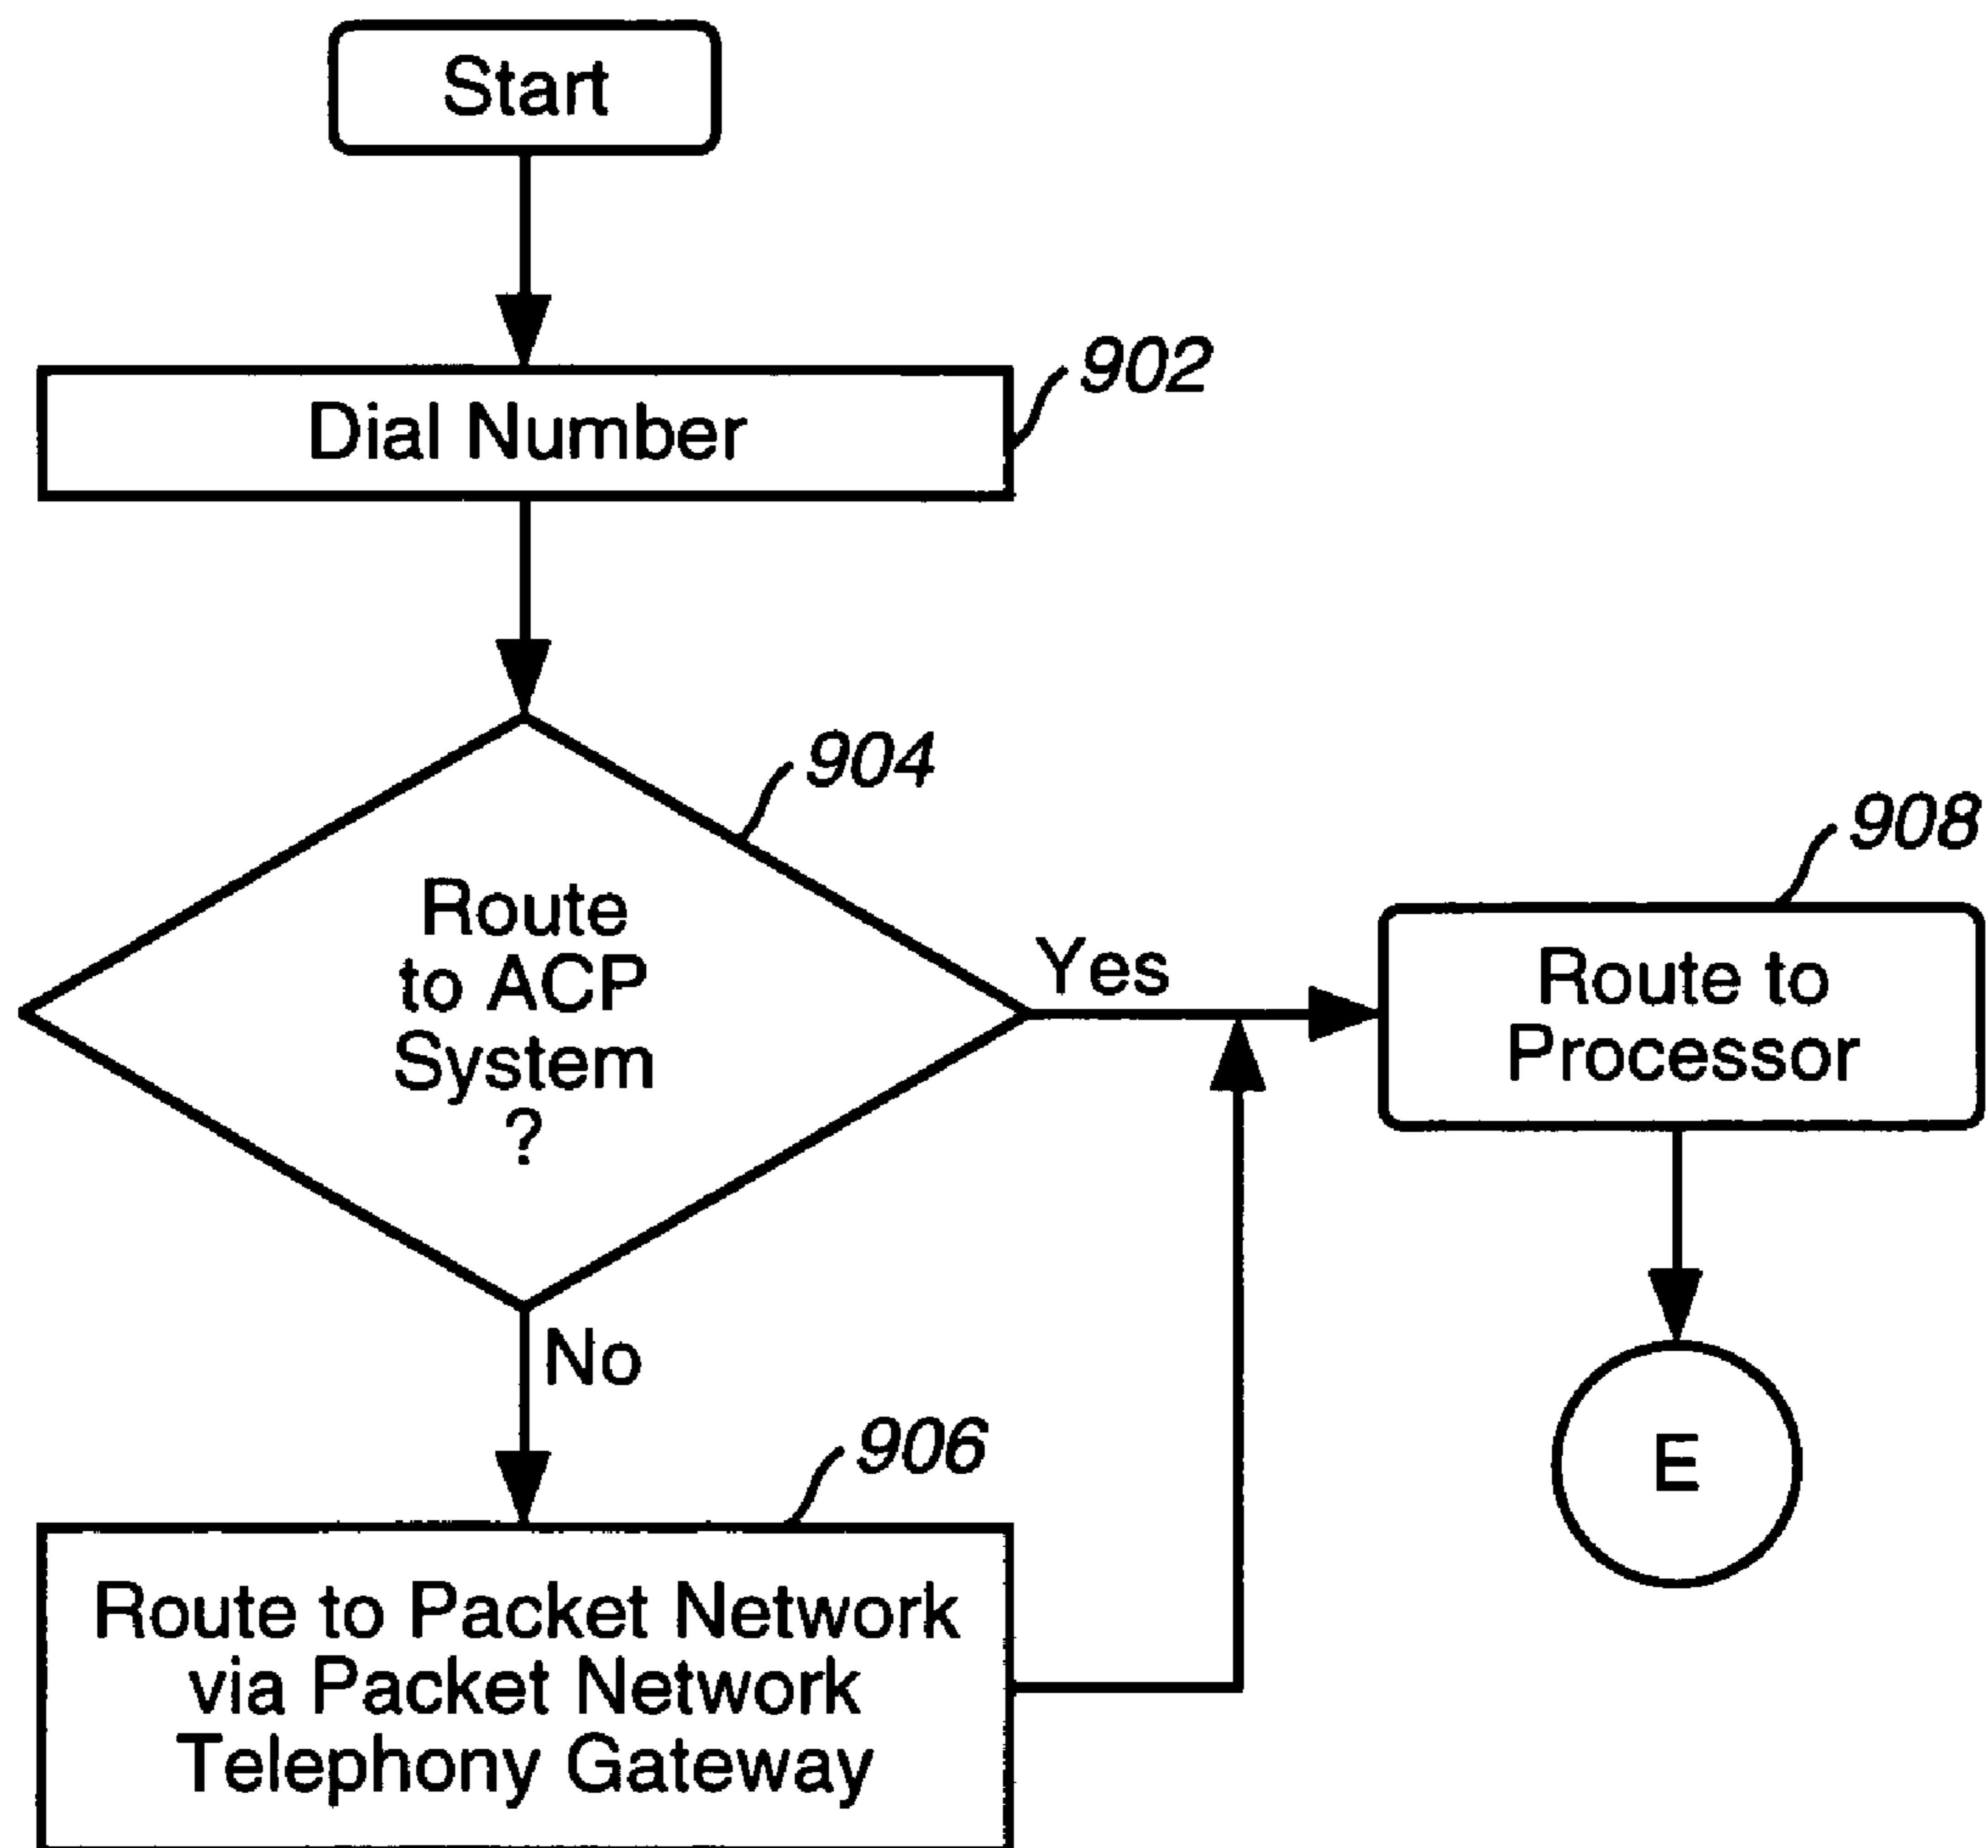 Start
Dial Number
902
904
Route
to ACP
System
?
Yes
908
Route to
Processor
No
E
906
Route to Packet Network
via Packet Network
Telephony Gateway